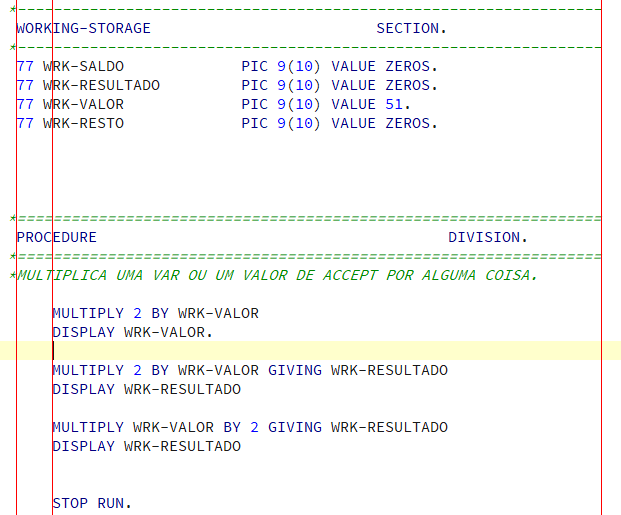 *-----------------------------------------------------------------
WORKING-STORAGE                         SECTION.
*-----------------------------------------------------------------
77 WRK-SALDO             PIC 9(10) VALUE ZEROS.
77 WRK-RESULTADO         PIC 9(10) VALUE ZEROS.
77 WRK-VALOR             PIC 9(10) VALUE 51.
77 WRK-RESTO             PIC 9(10) VALUE ZEROS.
*=================================================================
PROCEDURE                                       DIVISION.
*=================================================================
*MULTIPLICA UMA VAR OU UM VALOR DE ACCEPT POR ALGUMA COISA.
    MULTIPLY 2 BY WRK-VALOR
    DISPLAY WRK-VALOR.
    MULTIPLY 2 BY WRK-VALOR GIVING WRK-RESULTADO
    DISPLAY WRK-RESULTADO
    MULTIPLY WRK-VALOR BY 2 GIVING WRK-RESULTADO
    DISPLAY WRK-RESULTADO
    STOP RUN.